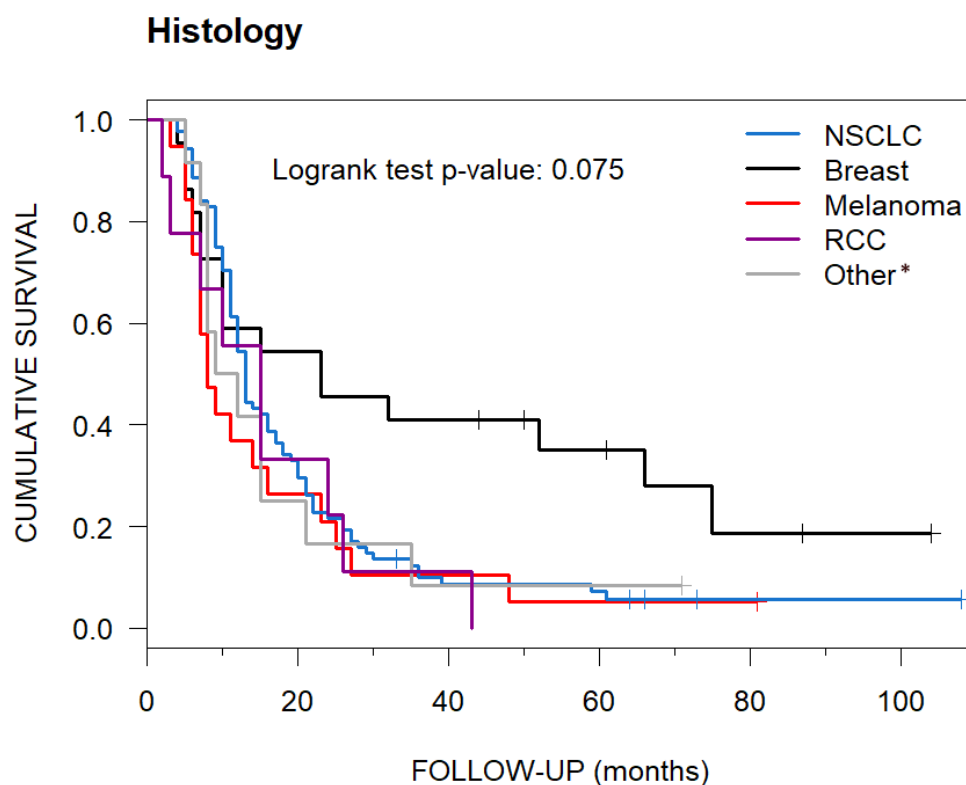 Histology
NSCLC
Breast
Melanoma
RCC
Other*
Logrank test p-value: 0.075
CUMULATIVE SURVIVAL
1.0
0.8
0.6
0.4
0.2
0.0
0 20 40 60 80 100
FOLLOW-UP (months)